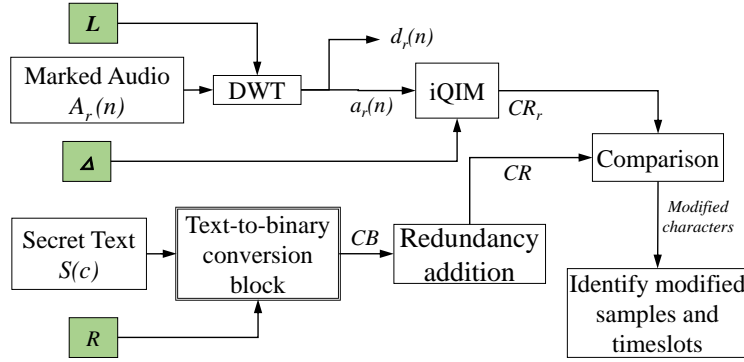 L
d_r(n)
Marked Audio
A_r(n)
DWT
a_r(n)
iQIM
CR_r
Δ
CR
Comparison
Modified
characters
Secret Text
S(c)
Text-to-binary
conversion
block
CB
Redundancy
addition
Identify modified
samples and
timeslots
R